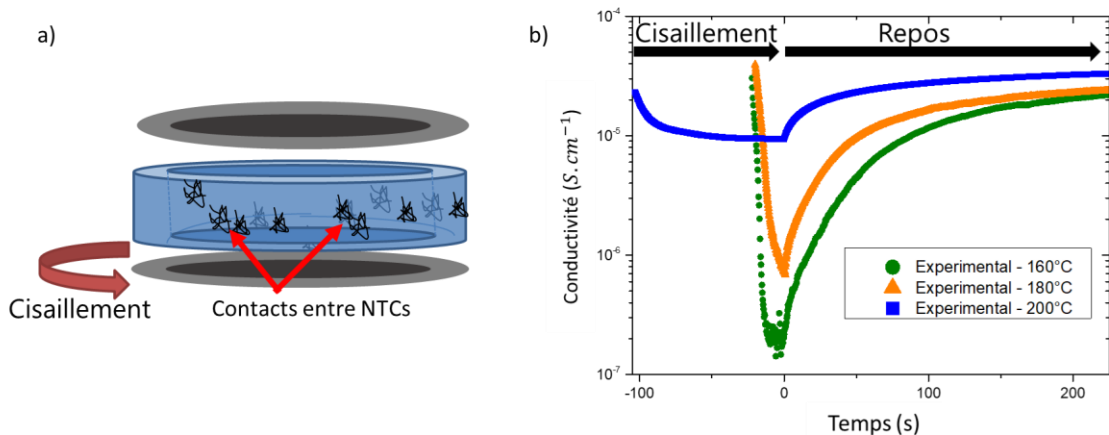 a)
Cisaillement
Contacts entre NTCs
b)
Cisaillement
Repos
Conductivité (S.cm⁻¹)
10⁻⁴
10⁻⁵
10⁻⁶
10⁻⁷
Experimental - 160°C
Experimental - 180°C
Experimental - 200°C
-100
0
100
200
Temps (s)